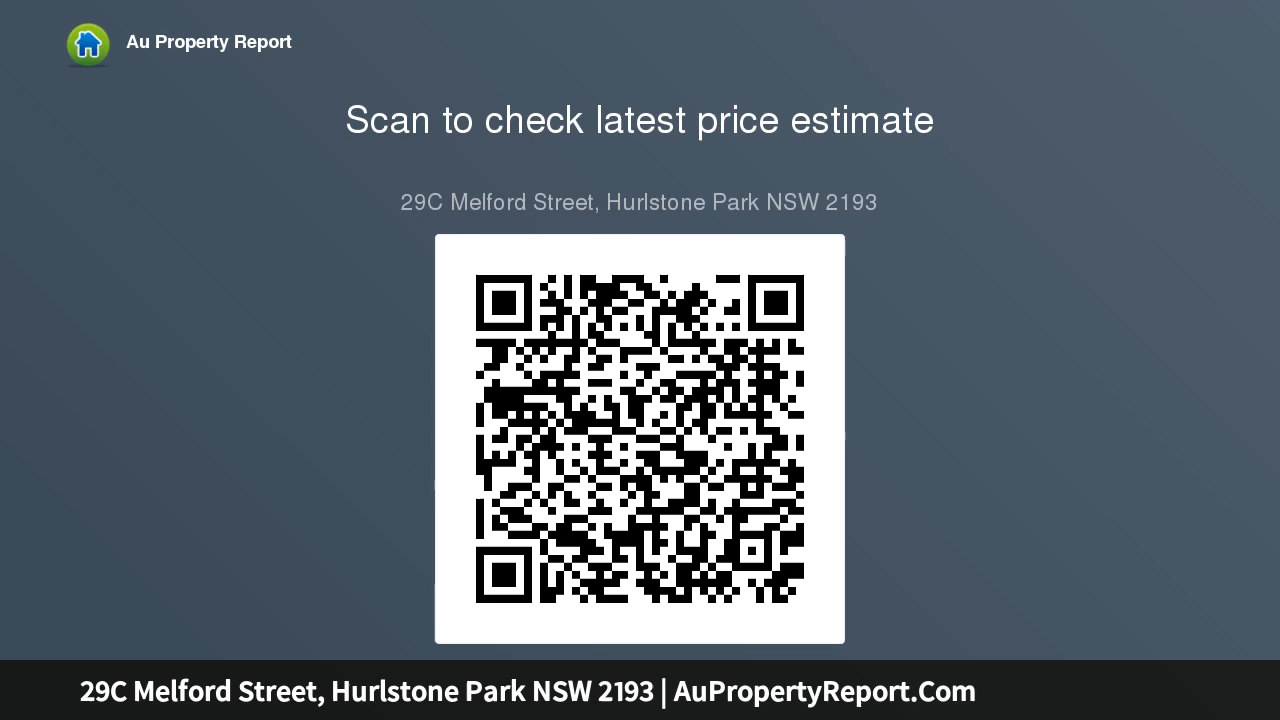 Au Property Report
Scan to check latest price estimate
29C Melford Street, Hurlstone Park NSW 2193
29C Melford Street, Hurlstone Park NSW 2193 | AuPropertyReport.Com